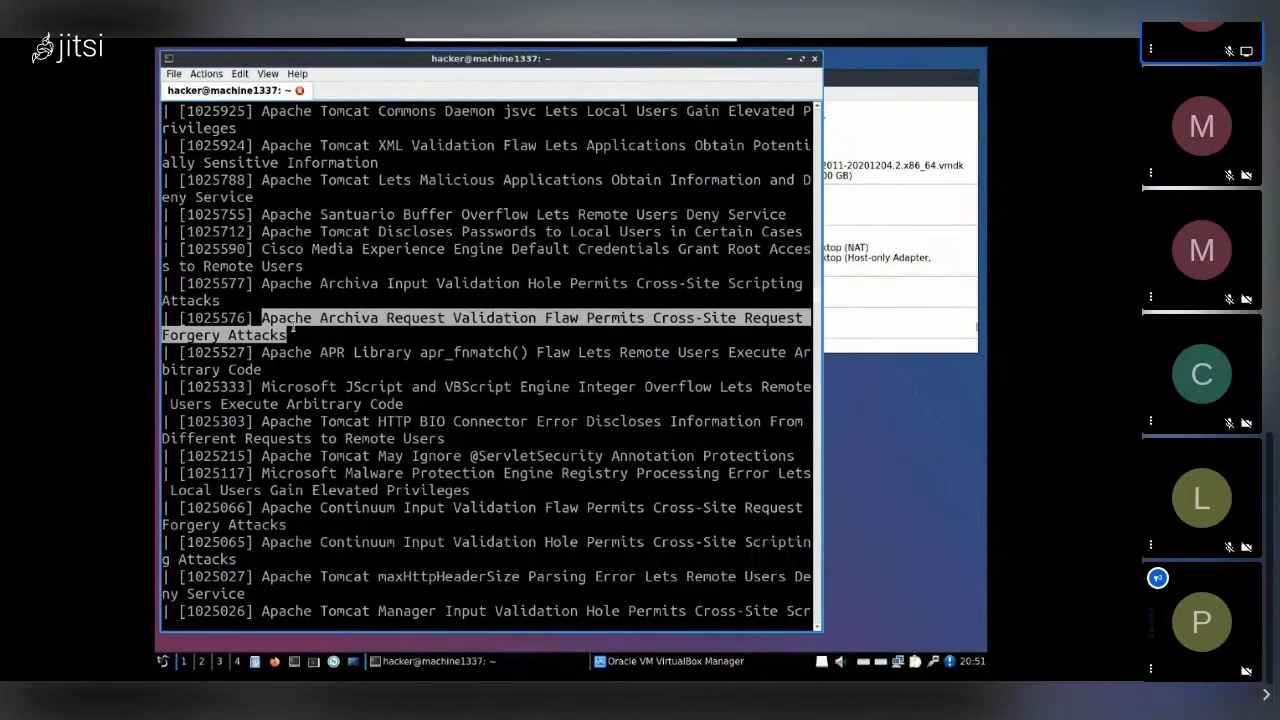 jitsi
hacker@machine1337: ~
File Actions Edit View Help
hacker@machine1337: ~
| [1025925] Apache Tomcat Commons Daemon jsvc Lets Local Users Gain Elevated P
rivileges
| [1025924] Apache Tomcat XML Validation Flaw Lets Applications Obtain Potenti
ally Sensitive Information
| [1025788] Apache Tomcat Lets Malicious Applications Obtain Information and D
eny Service
| [1025755] Apache Santuario Buffer Overflow Lets Remote Users Deny Service
| [1025712] Apache Tomcat Discloses Passwords to Local Users in Certain Cases
| [1025590] Cisco Media Experience Engine Default Credentials Grant Root Acces
s to Remote Users
| [1025577] Apache Archiva Input Validation Hole Permits Cross-Site Scripting
Attacks
| [1025576] Apache Archiva Request Validation Flaw Permits Cross-Site Request
Forgery Attacks
| [1025527] Apache APR Library apr_fnmatch() Flaw Lets Remote Users Execute Ar
bitrary Code
| [1025333] Microsoft JScript and VBScript Engine Integer Overflow Lets Remote
Users Execute Arbitrary Code
| [1025303] Apache Tomcat HTTP BIO Connector Error Discloses Information From
Different Requests to Remote Users
| [1025215] Apache Tomcat May Ignore @ServletSecurity Annotation Protections
| [1025117] Microsoft Malware Protection Engine Registry Processing Error Lets
Local Users Gain Elevated Privileges
| [1025066] Apache Continuum Input Validation Flaw Permits Cross-Site Request
Forgery Attacks
| [1025065] Apache Continuum Input Validation Hole Permits Cross-Site Scriptin
g Attacks
| [1025027] Apache Tomcat maxHttpHeaderSize Parsing Error Lets Remote Users De
ny Service
| [1025026] Apache Tomcat Manager Input Validation Hole Permits Cross-Site Scr
2011-20201204.2.x86_64.vmdk
00 GB)
ktop (NAT)
ktop (Host-only Adapter,
1 2 3 4
hacker@machine1337: ~
Oracle VM VirtualBox Manager
20:51
M
M
C
L
P